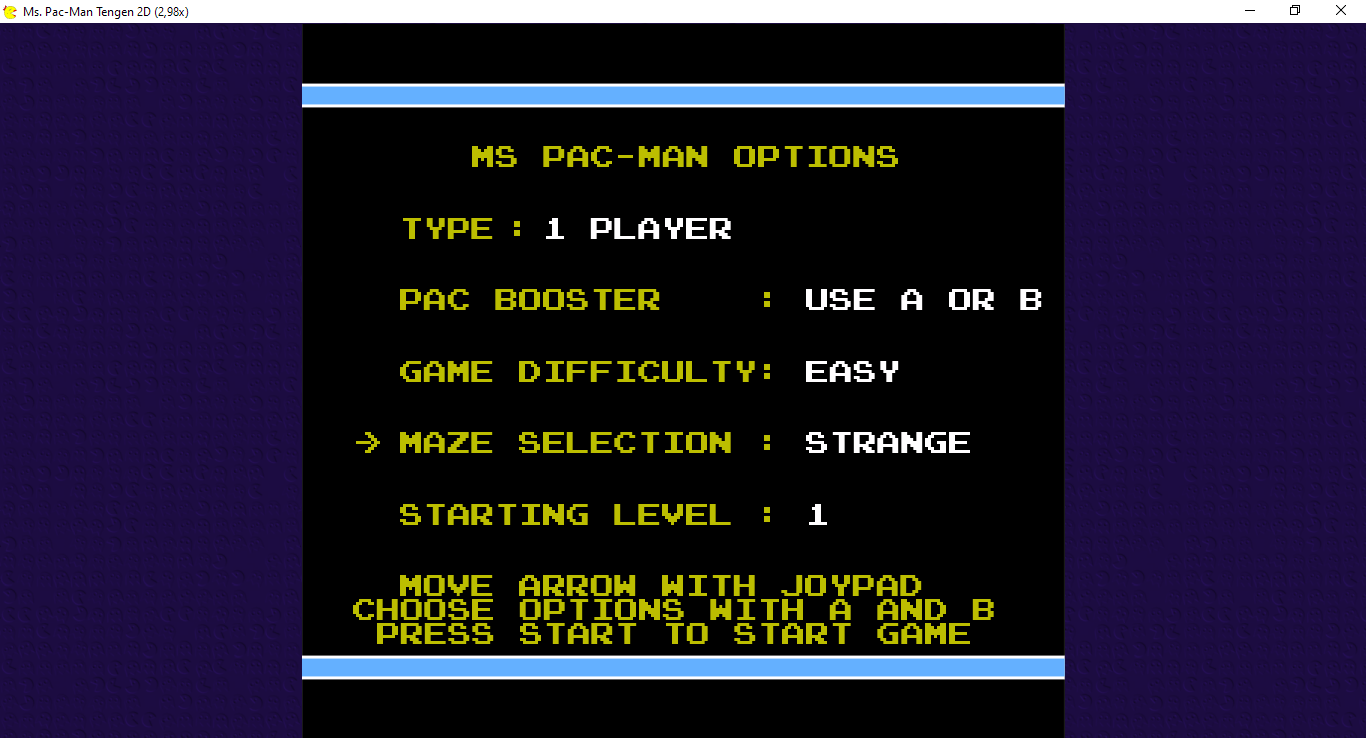 Ms. Pac-Man Tengen 2D (2,98x)
MS PAC-MAN OPTIONS
TYPE : 1 PLAYER
PAC BOOSTER : USE A OR B
GAME DIFFICULTY: EASY
→ MAZE SELECTION : STRANGE
STARTING LEVEL : 1
MOVE ARROW WITH JOYPAD
CHOOSE OPTIONS WITH A AND B
PRESS START TO START GAME